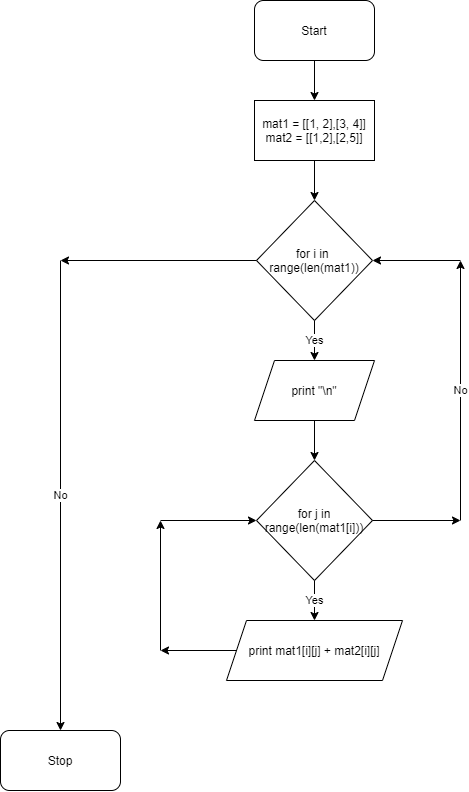 Start
mat1 = [[1, 2],[3, 4]]
mat2 = [[1,2],[2,5]]
for i in
range(len(mat1))
Yes
print "\n"
No
No
for j in
range(len(mat1[i]))
Yes
print mat1[i][j] + mat2[i][j]
Stop